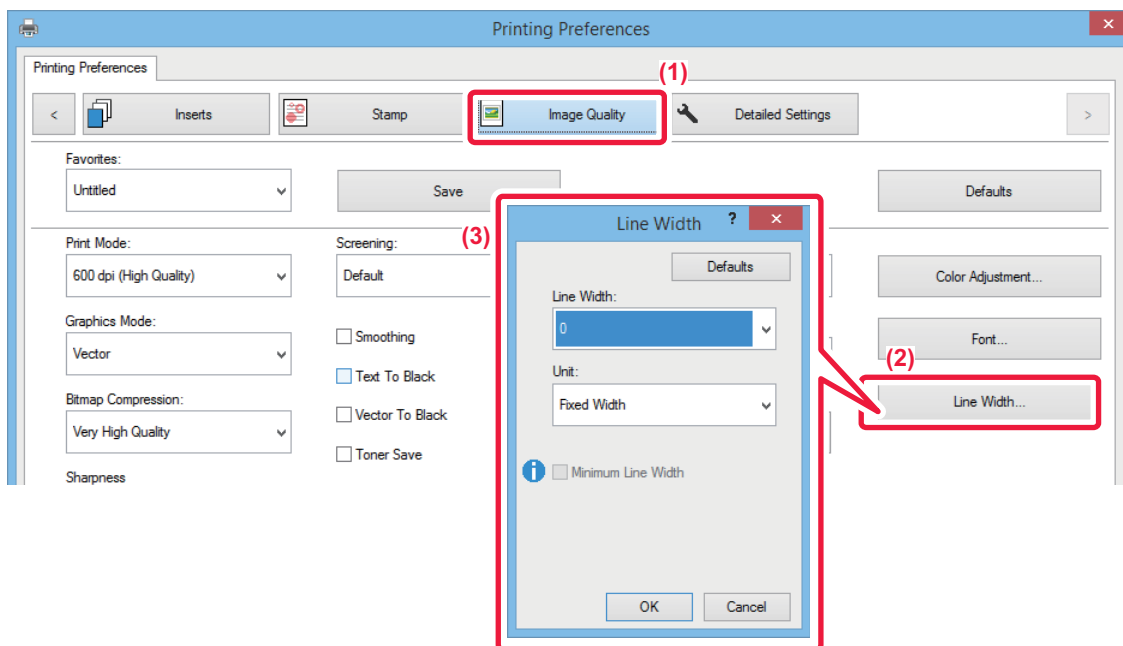 Printing Preferences
Printing Preferences
(1)
< Inserts Stamp Image Quality Detailed Settings >
Favorites:
Untitled Save Defaults
Print Mode: Screening:
600 dpi (High Quality) Default Color Adjustment...
Graphics Mode:
Vector Smoothing Font...
Text To Black
(2)
Bitmap Compression:
Line Width...
Very High Quality Vector To Black
Toner Save
Sharpness
(3)
Line Width ? ×
Defaults
Line Width:
0
Unit:
Fixed Width
Minimum Line Width
OK Cancel